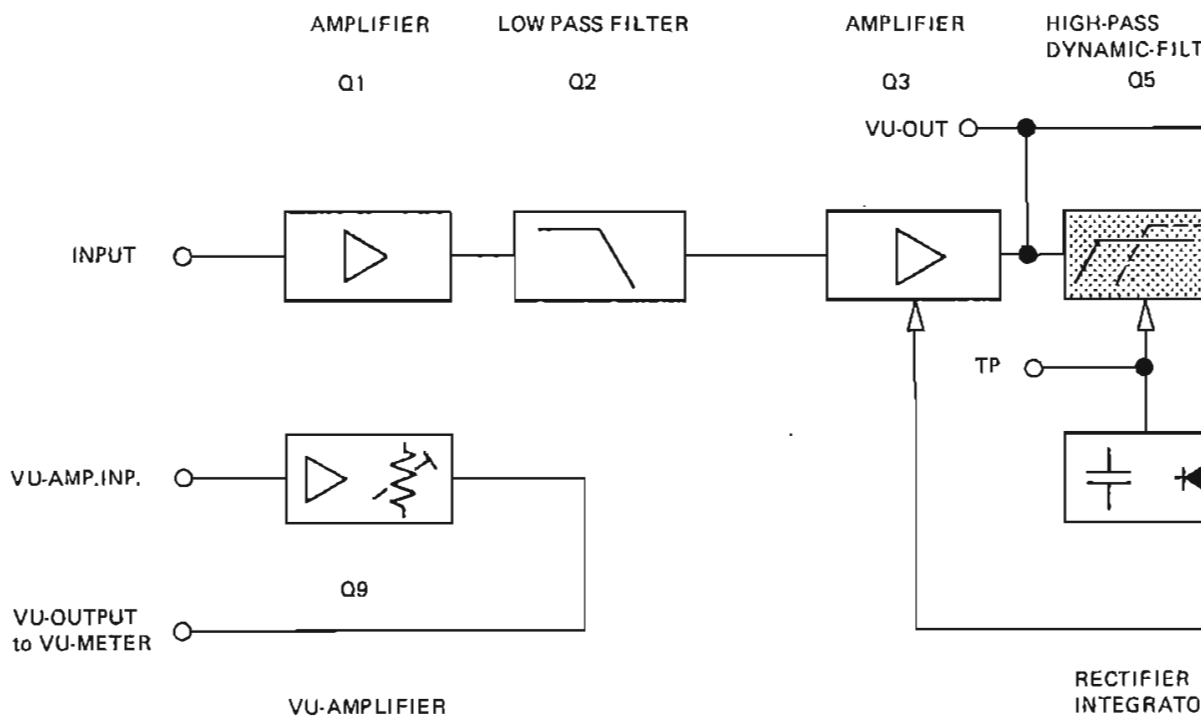 AMPLIFIER
LOW PASS FILTER
AMPLIFIER
HIGH-PASS
DYNAMIC-FILT
Q1
Q2
Q3
Q5
VU-OUT
INPUT
TP
VU-AMP.INP.
Q9
VU-OUTPUT
to VU-METER
VU-AMPLIFIER
RECTIFIER
INTEGRATO